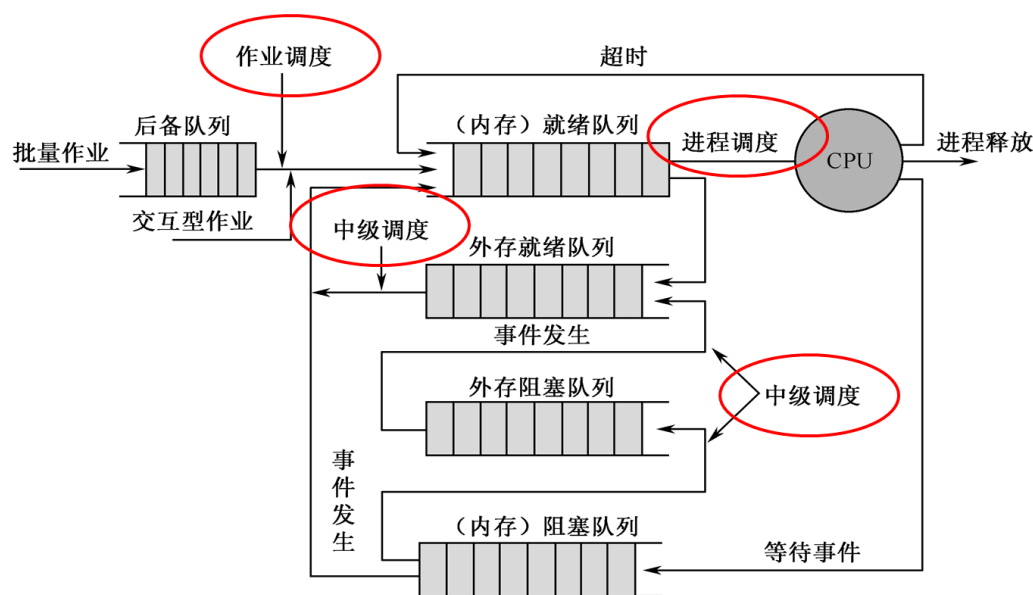 作业调度
超时
后备队列
（内存）就绪队列
进程调度
批量作业
CPU
进程释放
交互型作业
中级调度
外存就绪队列
事件发生
外存阻塞队列
中级调度
事件发生
（内存）阻塞队列
等待事件